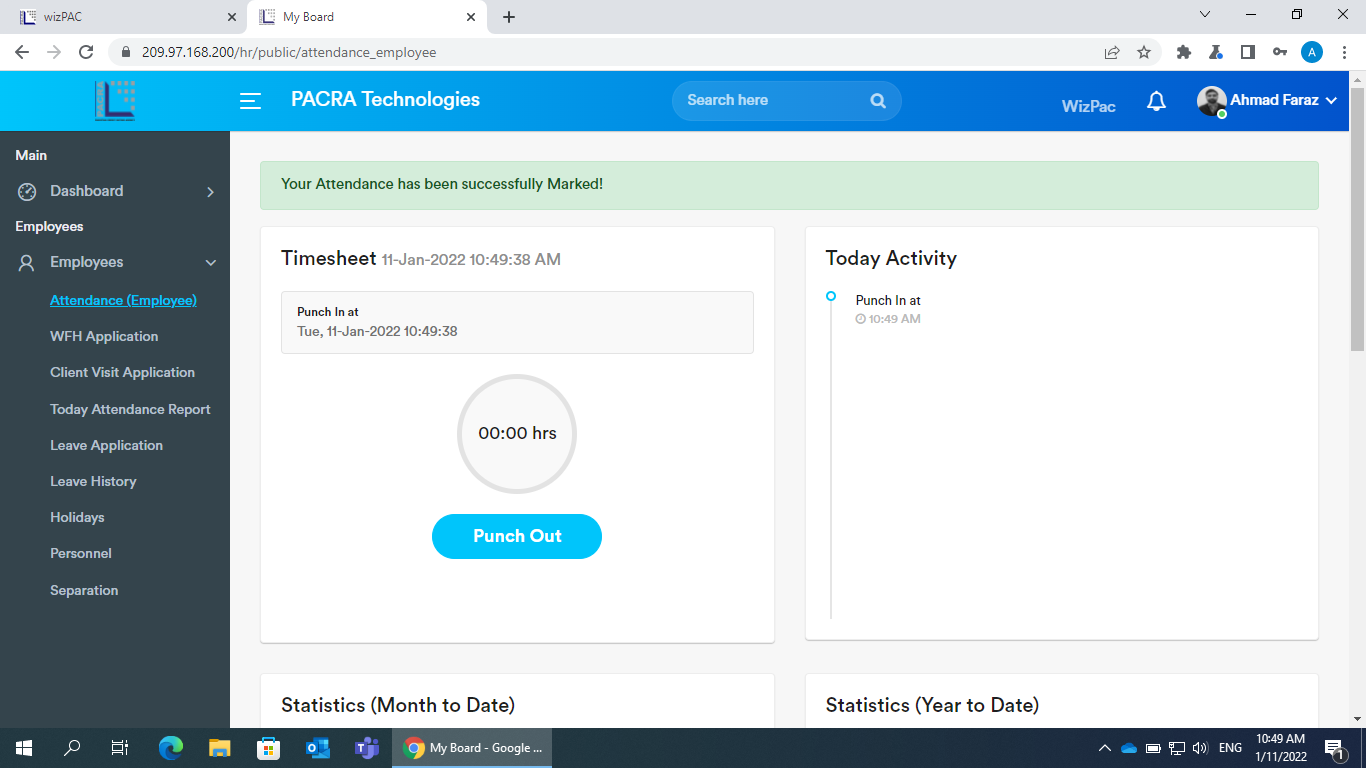 wizPAC
My Board
209.97.168.200/hr/public/attendance_employee
A
PACRA Technologies
Search here
WizPac
Ahmad Faraz
Main
Dashboard
Employees
Employees
Attendance (Employee)
WFH Application
Client Visit Application
Today Attendance Report
Leave Application
Leave History
Holidays
Personnel
Separation
Your Attendance has been successfully Marked!
Timesheet 11-Jan-2022 10:49:38 AM
Punch In at
Tue, 11-Jan-2022 10:49:38
00:00 hrs
Punch Out
Today Activity
Punch In at
10:49 AM
Statistics (Month to Date)
Statistics (Year to Date)
My Board - Google ...
ENG
10:49 AM
1/11/2022
1